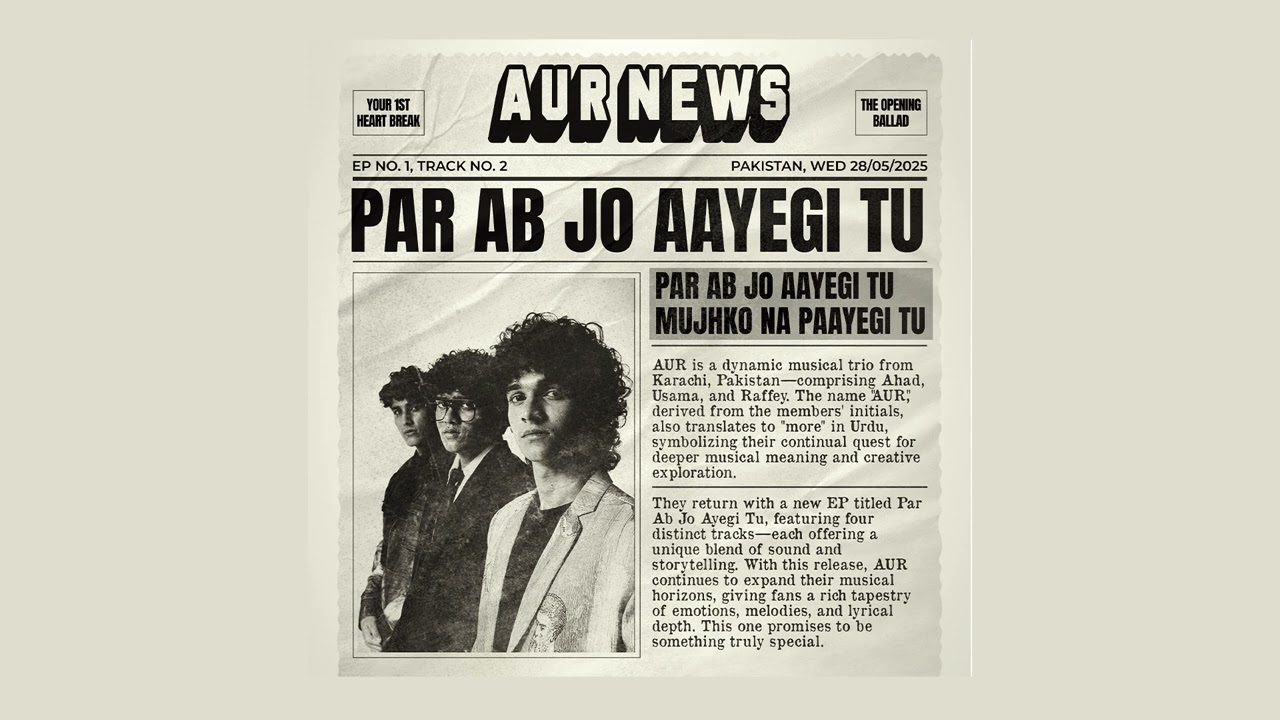 AUR NEWS
YOUR 1ST
HEART BREAK
THE OPENING
BALLAD
EP NO. 1, TRACK NO. 2
PAKISTAN, WED 28/05/2025
PAR AB JO AAYEGI TU
PAR AB JO AAYEGI TU
MUJHKO NA PAAYEGI TU
AUR is a dynamic musical trio from
Karachi, Pakistan—comprising Ahad,
Usama, and Raffey. The name "AUR,"
derived from the members' initials,
also translates to "more" in Urdu,
symbolizing their continual quest for
deeper musical meaning and creative
exploration.
They return with a new EP titled Par
Ab Jo Ayegi Tu, featuring four
distinct tracks—each offering a
unique blend of sound and
storytelling. With this release, AUR
continues to expand their musical
horizons, giving fans a rich tapestry
of emotions, melodies, and lyrical
depth. This one promises to be
something truly special.